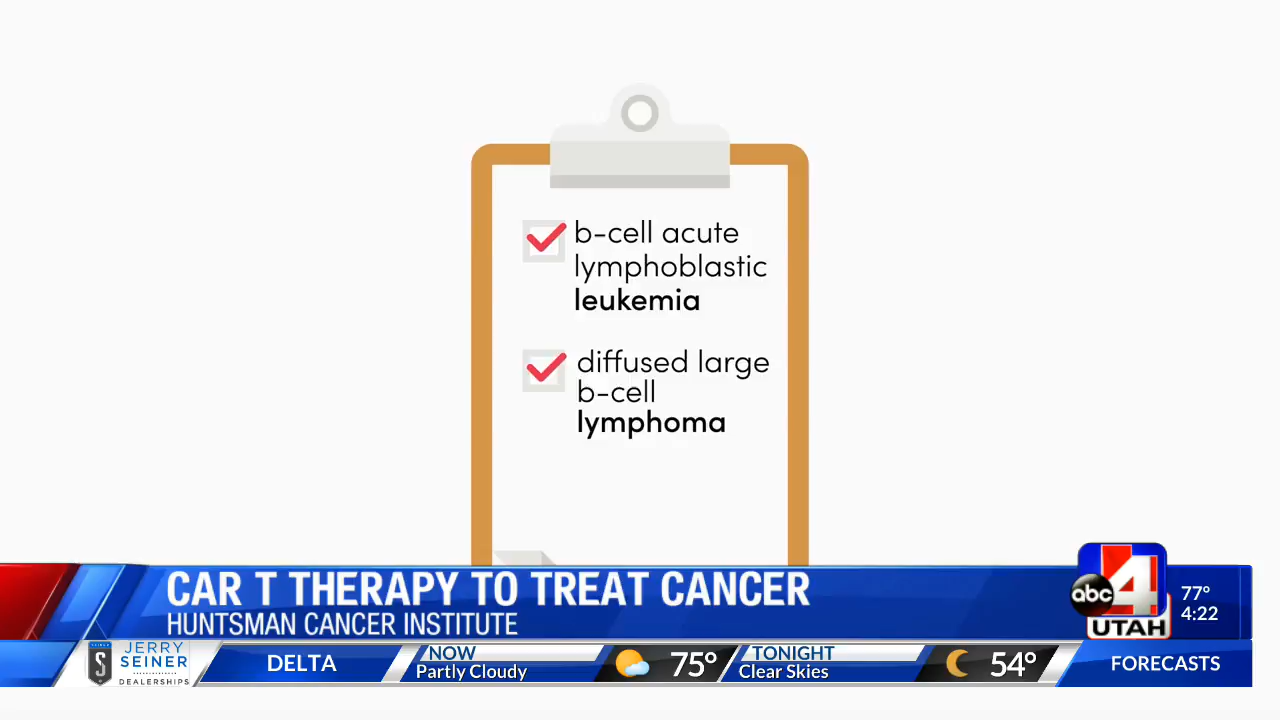 b-cell acute
lymphoblastic
leukemia
diffused large
b-cell
lymphoma
CAR T THERAPY TO TREAT CANCER
HUNTSMAN CANCER INSTITUTE
abc 4
UTAH
77°
4:22
SEINER
S
JERRY
SEINER
DEALERSHIPS
DELTA
NOW
Partly Cloudy
75°
TONIGHT
Clear Skies
54°
FORECASTS